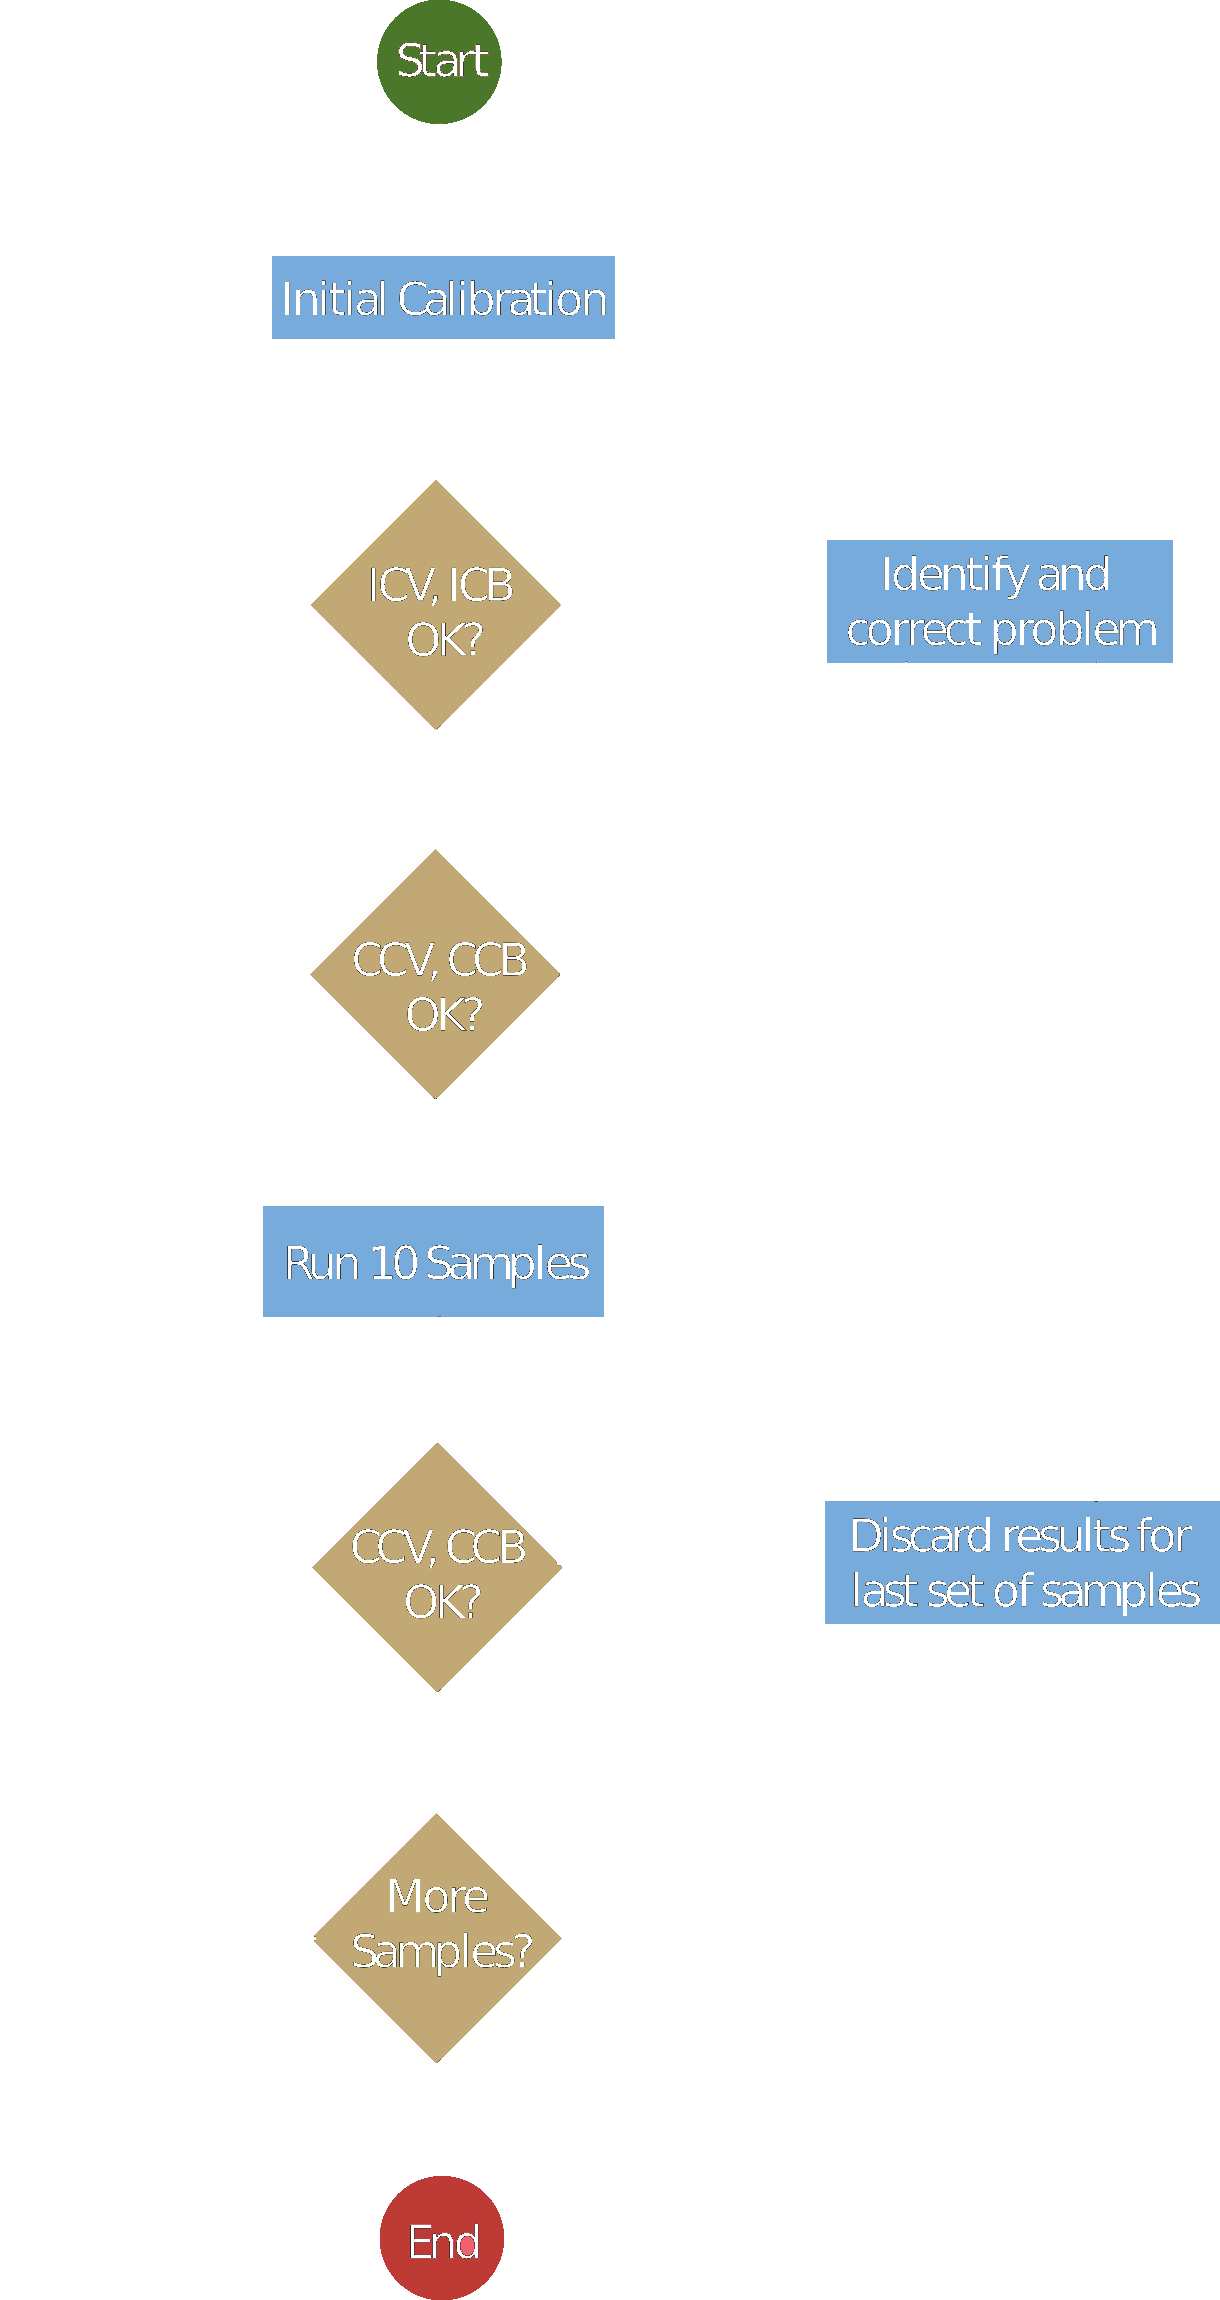 Start
Initial Calibration
ICV, ICB
OK?
Identify and
correct problem
CCV, CCB
OK?
Run 10 Samples
CCV, CCB
OK?
Discard results for
last set of samples
More
Samples?
End